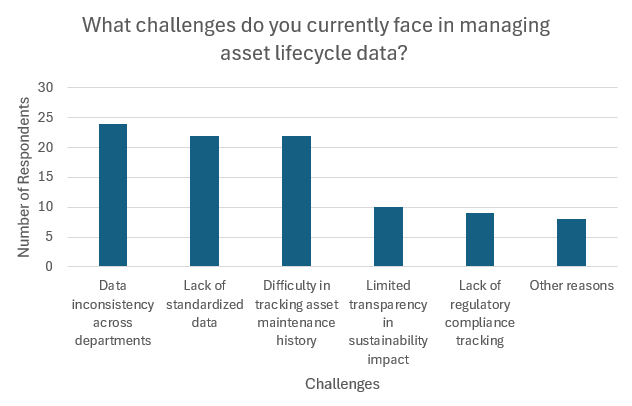 What challenges do you currently face in managing
asset lifecycle data?
Number of Respondents
30
25
20
15
10
5
0
Data
inconsistency
across
departments
Lack of
standardized
data
Difficulty in
tracking asset
maintenance
history
Limited
transparency
in
sustainability
impact
Lack of
regulatory
compliance
tracking
Other reasons
Challenges